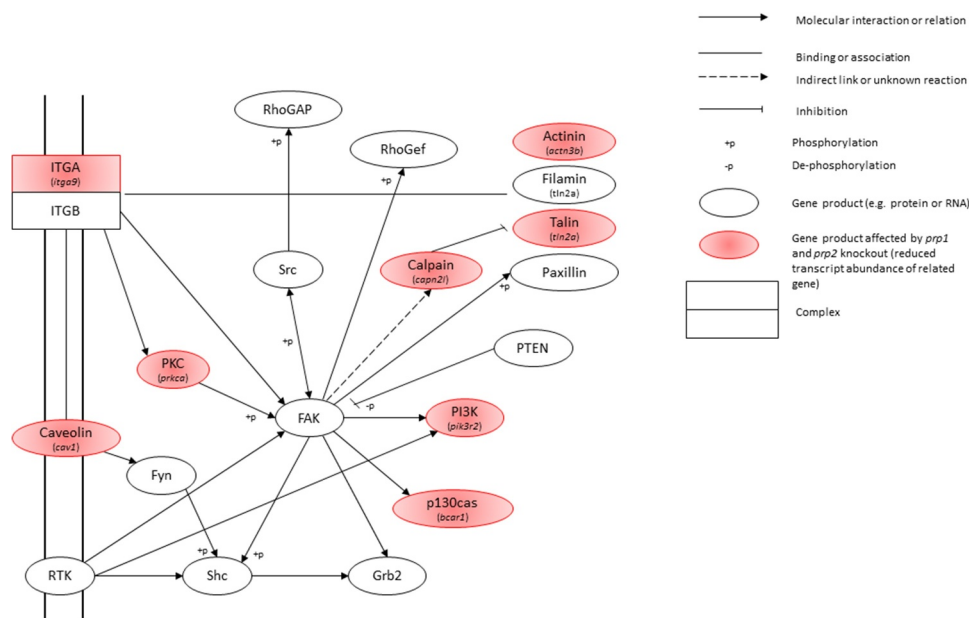 RhoGAP
+p
RhoGef
+p
Actinin
(actn3b)
Filamin
(tln2a)
Talin
(tln2a)
Calpain
(capn2l)
Paxillin
+p
ITGA
(itga9)
ITGB
Src
+p
PTEN
-p
PKC
(prkca)
+p
FAK
PI3K
(pik3r2)
Caveolin
(cav1)
Fyn
p130cas
(bcar1)
+p
+p
RTK
Shc
Grb2
Molecular interaction or relation
Binding or association
Indirect link or unknown reaction
Inhibition
+p Phosphorylation
-p De-phosphorylation
Gene product (e.g. protein or RNA)
Gene product affected by prp1
and prp2 knockout (reduced
transcript abundance of related
gene)
Complex